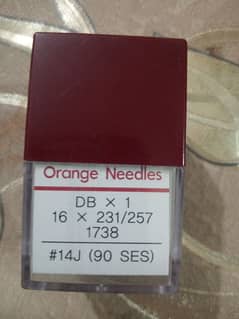 Orange Needles
DB × 1
16 × 231/257
1738
#14J (90 SES)